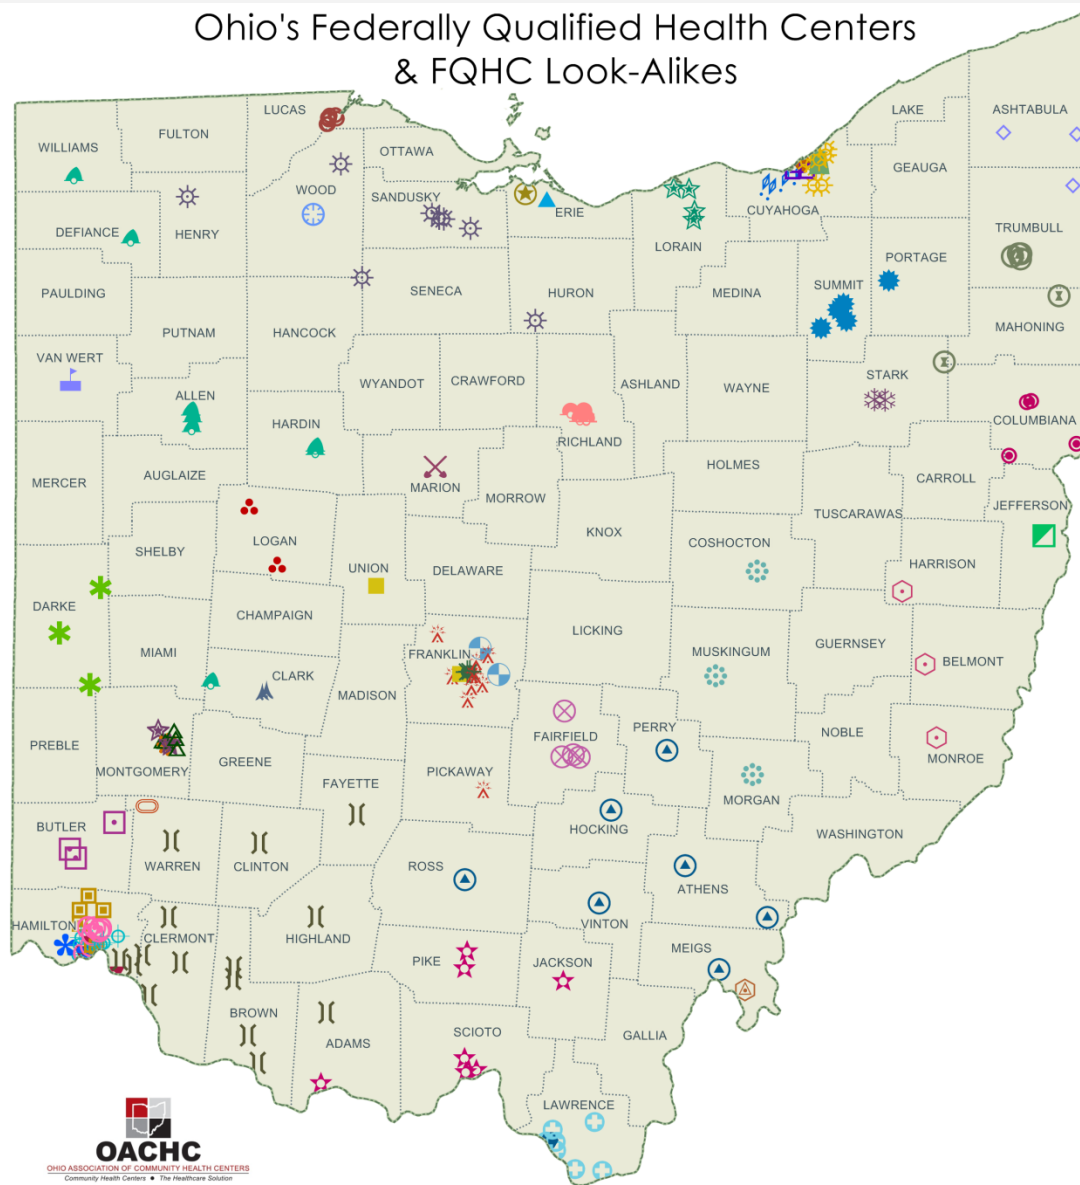 Ohio's Federally Qualified Health Centers
& FQHC Look-Alikes
LUCAS
LAKE
ASHTABULA
FULTON
WILLIAMS
OTTAWA
GEAUGA
WOOD
SANDUSKY
ERIE
CUYAHOGA
DEFIANCE
HENRY
TRUMBULL
LORAIN
PORTAGE
PAULDING
SENECA
HURON
MEDINA
SUMMIT
MAHONING
PUTNAM
HANCOCK
VAN WERT
WYANDOT
CRAWFORD
ASHLAND
WAYNE
STARK
ALLEN
HARDIN
COLUMBIANA
RICHLAND
MERCER
AUGLAIZE
MARION
MORROW
HOLMES
CARROLL
JEFFERSON
KNOX
TUSCARAWAS
SHELBY
LOGAN
COSHOCTON
UNION
DELAWARE
HARRISON
DARKE
CHAMPAIGN
LICKING
MIAMI
FRANKLIN
MUSKINGUM
GUERNSEY
BELMONT
CLARK
MADISON
PREBLE
FAIRFIELD
PERRY
NOBLE
MONTGOMERY
GREENE
FAYETTE
PICKAWAY
MONROE
MORGAN
BUTLER
HOCKING
WASHINGTON
WARREN
CLINTON
ROSS
ATHENS
HAMILTON
VINTON
CLERMONT
HIGHLAND
MEIGS
PIKE
JACKSON
BROWN
SCIOTO
GALLIA
ADAMS
LAWRENCE
OACHC
OHIO ASSOCIATION OF COMMUNITY HEALTH CENTERS
Community Health Centers ● The Healthcare Solution